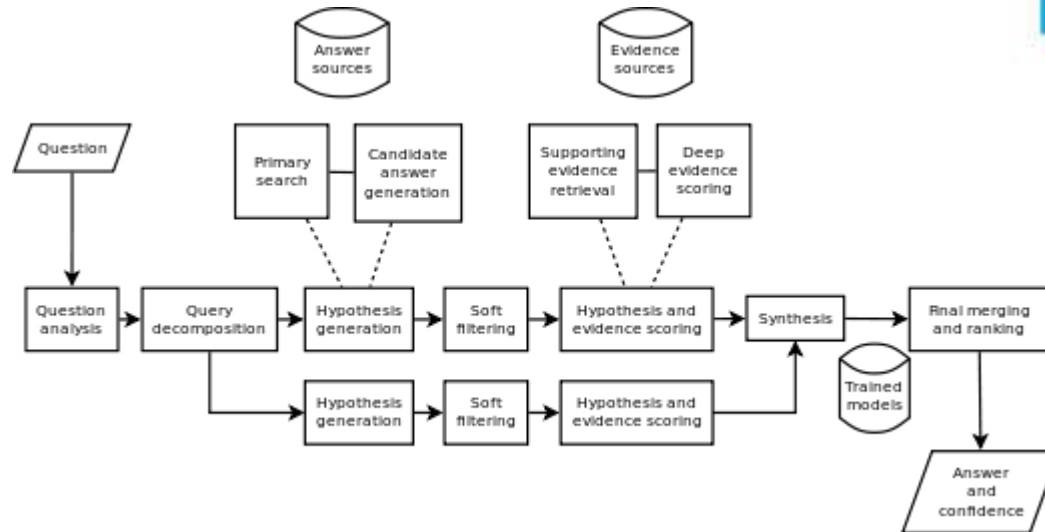 Answer
sources
Evidence
sources
Question
Primary
search
Candidate
answer
generation
Supporting
evidence
retrieval
Deep
evidence
scoring
Question
analysis
Query
decomposition
Hypothesis
generation
Soft
filtering
Hypothesis and
evidence scoring
Synthesis
Final merging
and ranking
Trained
models
Hypothesis
generation
Soft
filtering
Hypothesis and
evidence scoring
Answer
and
confidence